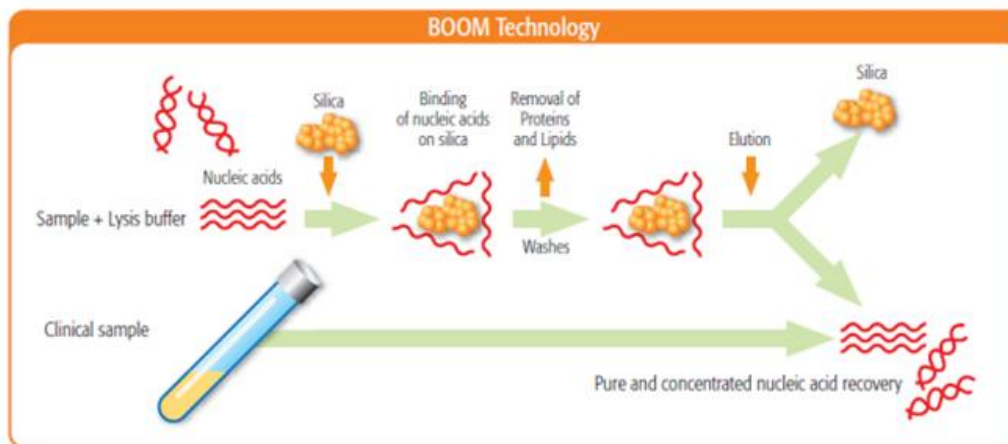 BOOM Technology
Silica
Binding
of nucleic acids
on silica
Removal of
Proteins
and Lipids
Elution
Silica
Nucleic acids
Sample + Lysis buffer
Washes
Clinical sample
Pure and concentrated nucleic acid recovery